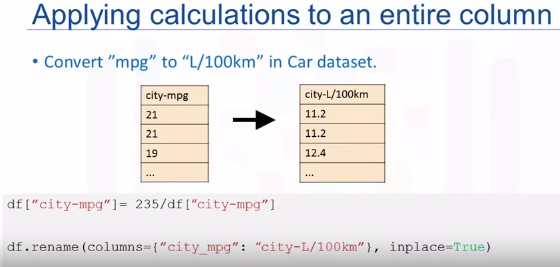 Applying calculations to an entire column
• Convert ”mpg” to “L/100km” in Car dataset.
city-mpg
21
21
19
...
city-L/100km
11.2
11.2
12.4
...
df[”city-mpg”]= 235/df[“city-mpg”]
df.rename(columns={”city_mpg”: “city-L/100km”}, inplace=True)